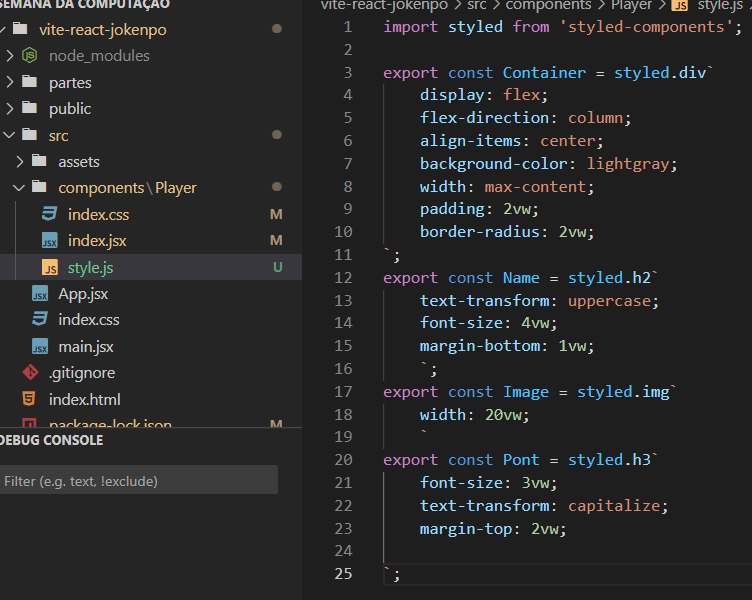 SEMANA DA COMPUTAÇÃO
vite-react-jokenpo
node_modules
partes
public
src
assets
components\Player
index.css M
index.jsx M
style.js U
App.jsx
index.css
main.jsx
.gitignore
index.html
package-lock.json M
DEBUG CONSOLE
Filter (e.g. text, !exclude)
vite-react-jokenpo > src > components > Player > JS style.js >
1 import styled from 'styled-components';
2
3 export const Container = styled.div`
4 display: flex;
5 flex-direction: column;
6 align-items: center;
7 background-color: lightgray;
8 width: max-content;
9 padding: 2vw;
10 border-radius: 2vw;
11 `;
12 export const Name = styled.h2`
13 text-transform: uppercase;
14 font-size: 4vw;
15 margin-bottom: 1vw;
16 `;
17 export const Image = styled.img`
18 width: 20vw;
19 `
20 export const Pont = styled.h3`
21 font-size: 3vw;
22 text-transform: capitalize;
23 margin-top: 2vw;
24
25 `;